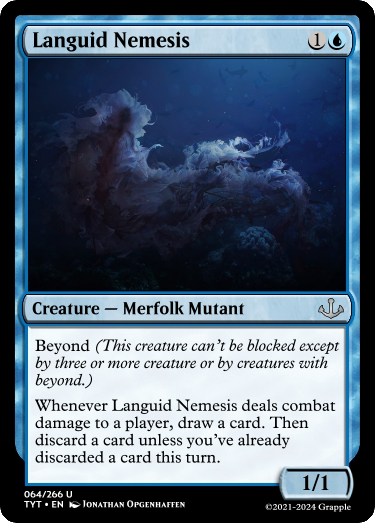 Languid Nemesis 1
Creature — Merfolk Mutant
Beyond (This creature can't be blocked except
by three or more creature or by creatures with
beyond.)
Whenever Languid Nemesis deals combat
damage to a player, draw a card. Then
discard a card unless you've already
discarded a card this turn.
1/1
064/266 U
TYT • EN Jonathan Opgenhaffen
©2021-2024 Grapple